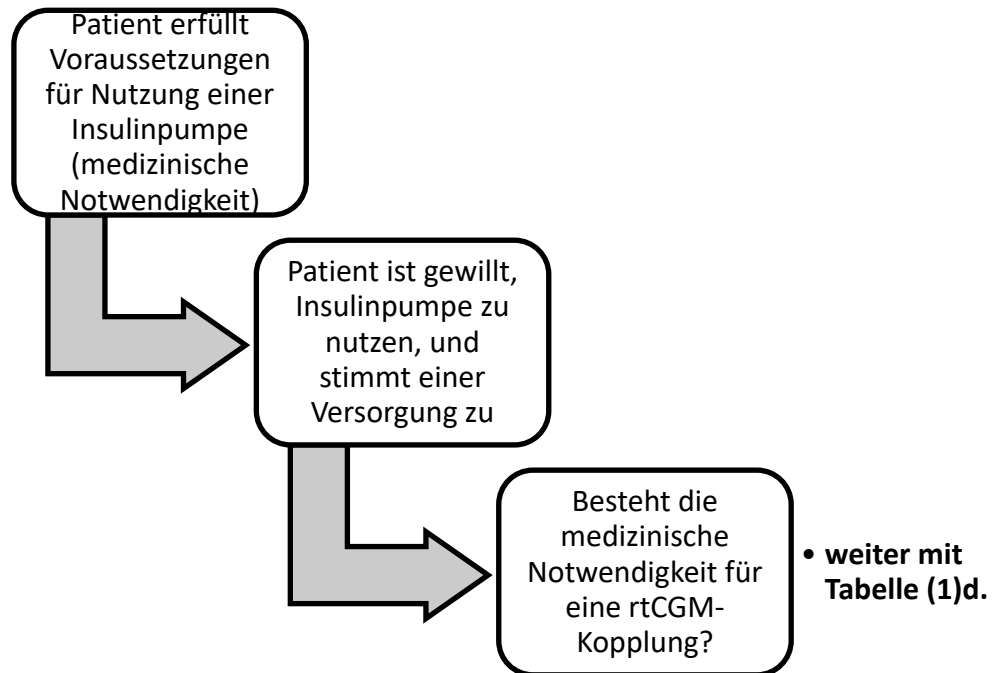 Patient erfüllt
Voraussetzungen
für Nutzung einer
Insulinpumpe
(medizinische
Notwendigkeit)
Patient ist gewillt,
Insulinpumpe zu
nutzen, und
stimmt einer
Versorgung zu
Besteht die
medizinische
Notwendigkeit für
eine rtCGM-
Kopplung?
• weiter mit
Tabelle (1)d.